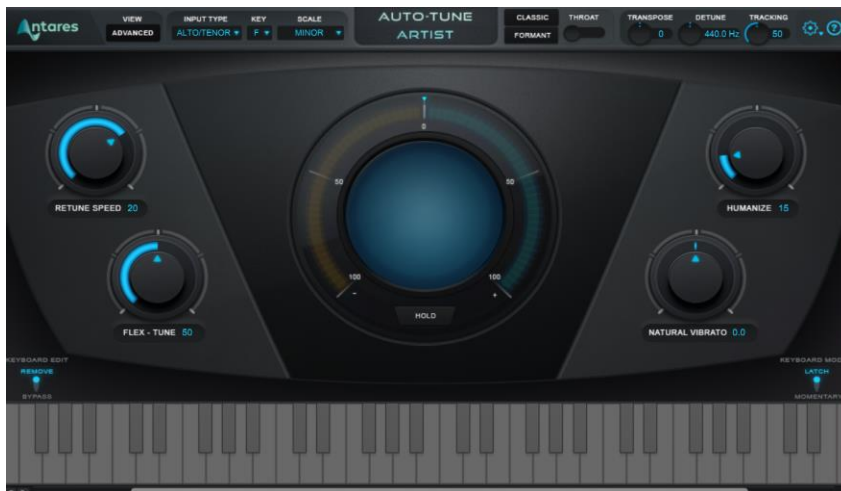 Antares
VIEW
ADVANCED
INPUT TYPE KEY SCALE
ALTO/TENOR F MINOR
AUTO-TUNE
ARTIST
CLASSIC
FORMANT
THROAT
TRANSPOSE DETUNE TRACKING
0 440.0 Hz 50
?
0
50 50
100 100
- +
HOLD
RETUNE SPEED 20
FLEX - TUNE 50
HUMANIZE 15
NATURAL VIBRATO 0.0
KEYBOARD EDIT
REMOVE
BYPASS
KEYBOARD MOD
LATCH
MOMENTARY